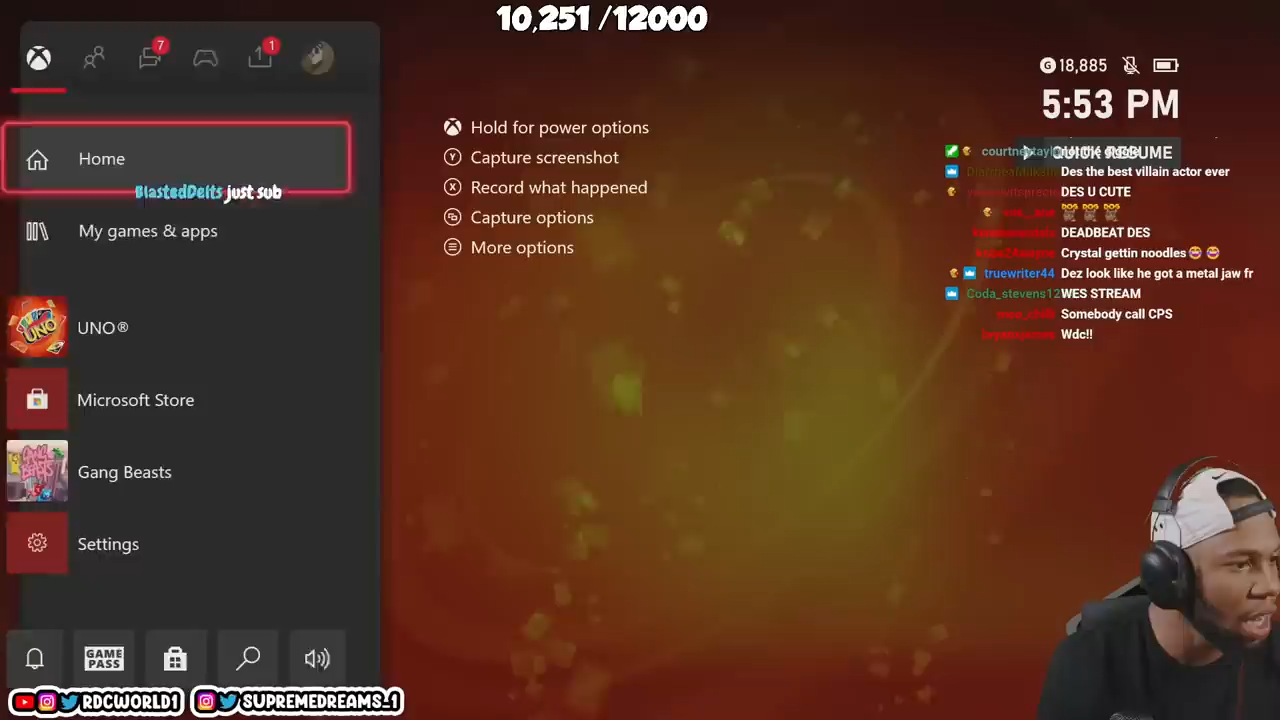 10,251 /12000
7
1
G 18,885
5:53 PM
QUICK RESUME
Home
BlastedDelts just sub
My games & apps
UNO
UNO®
Microsoft Store
Gang Beasts
Settings
Hold for power options
Y Capture screenshot
X Record what happened
Capture options
More options
Des the best villain actor ever
DES U CUTE
DEADBEAT DES
Crystal gettin noodles
truewriter44 Dez look like he got a metal jaw fr
Coda_stevens12 WES STREAM
Somebody call CPS
Wdc!!
GAME PASS
RDCWORLD1
SUPREMEDREAMS_1